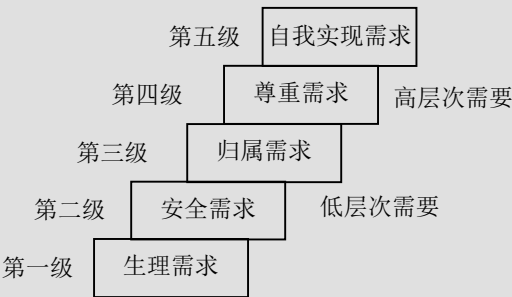 第五级 自我实现需求
第四级 尊重需求 高层次需要
第三级 归属需求
第二级 安全需求 低层次需要
第一级 生理需求